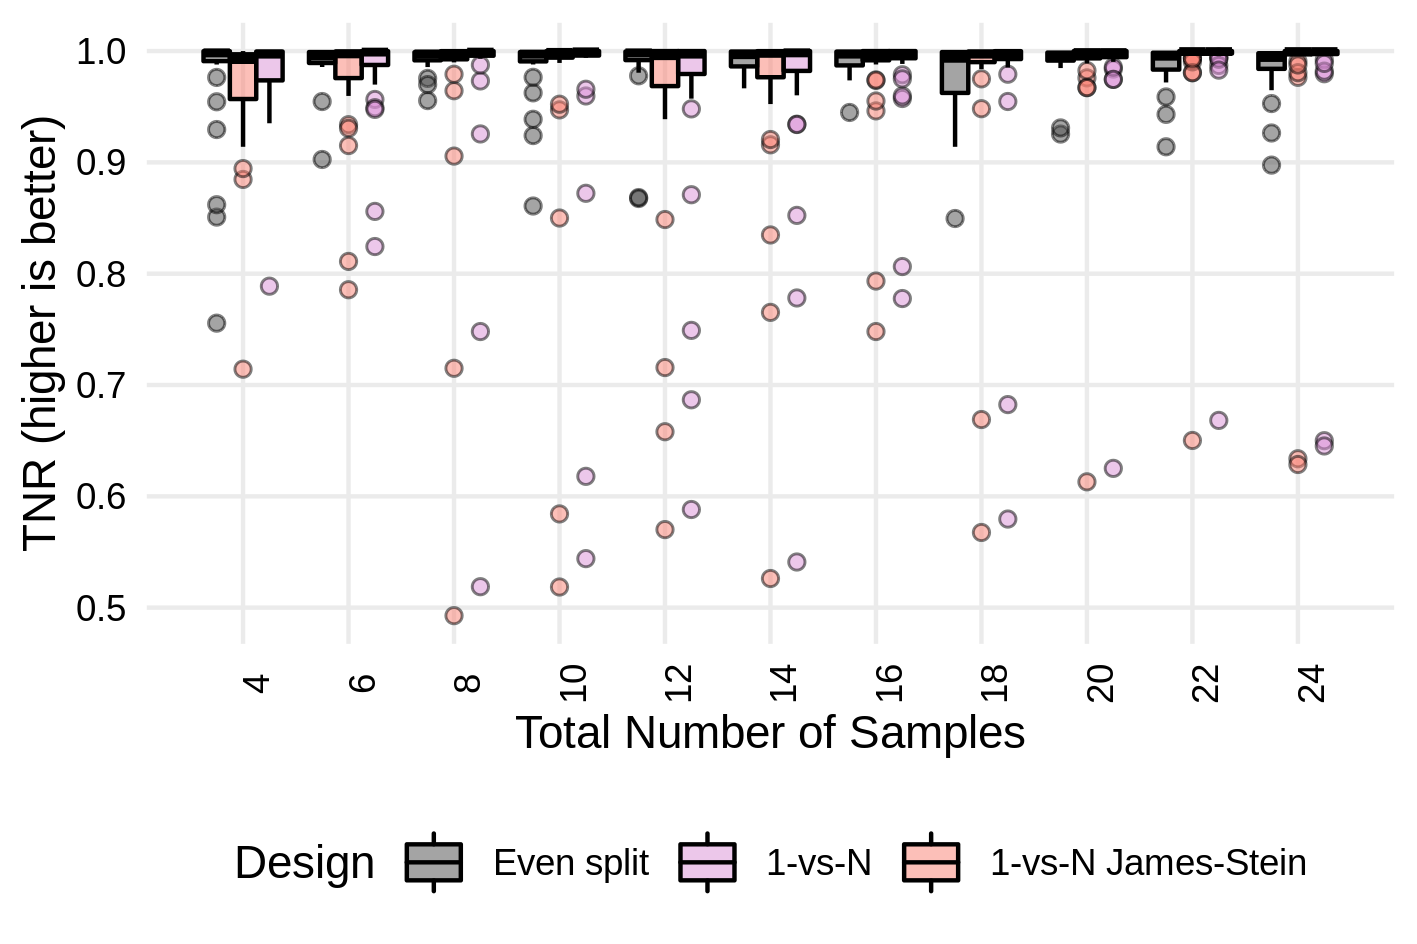 TNR (higher is better)
1.0
0.9
0.8
0.7
0.6
0.5
4 6 8 10 12 14 16 18 20 22 24
Total Number of Samples
Design Even split 1-vs-N 1-vs-N James-Stein